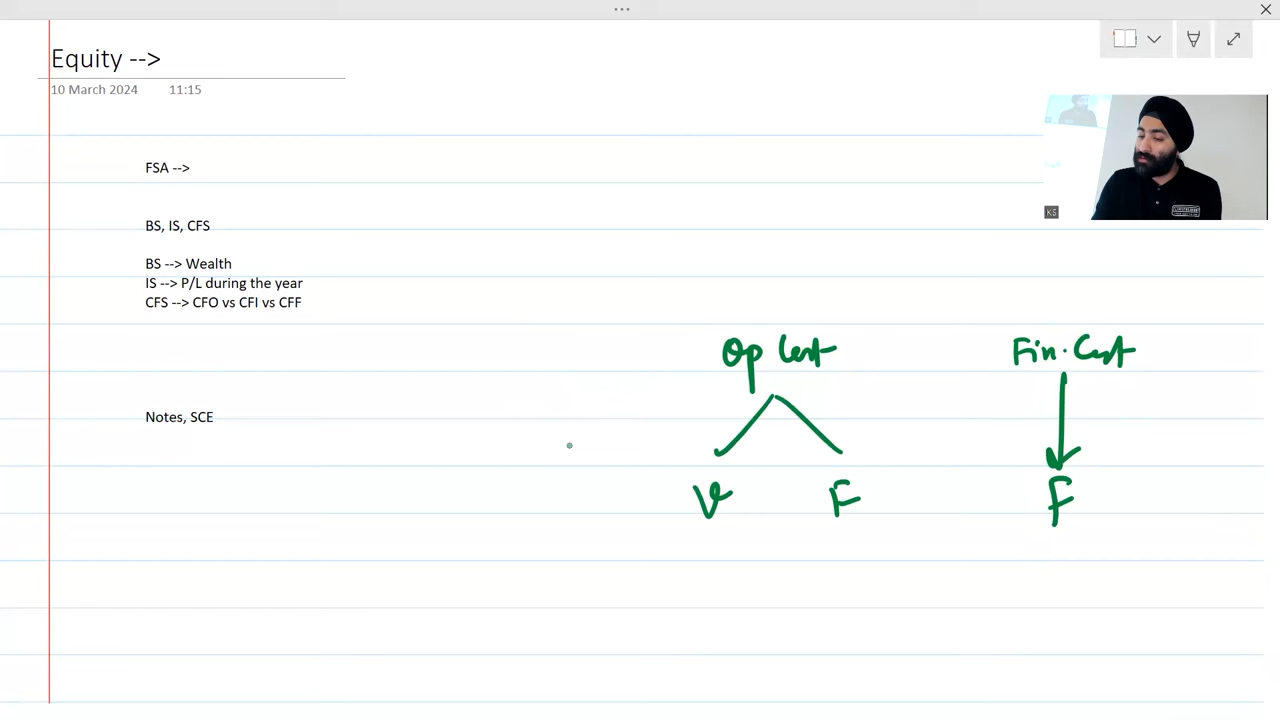 Equity -->
10 March 2024 11:15
FSA -->
KS
BS, IS, CFS
BS --> Wealth
IS --> P/L during the year
CFS --> CFO vs CFI vs CFF
Op Cost Fin. Cost
Notes, SCE
V F F